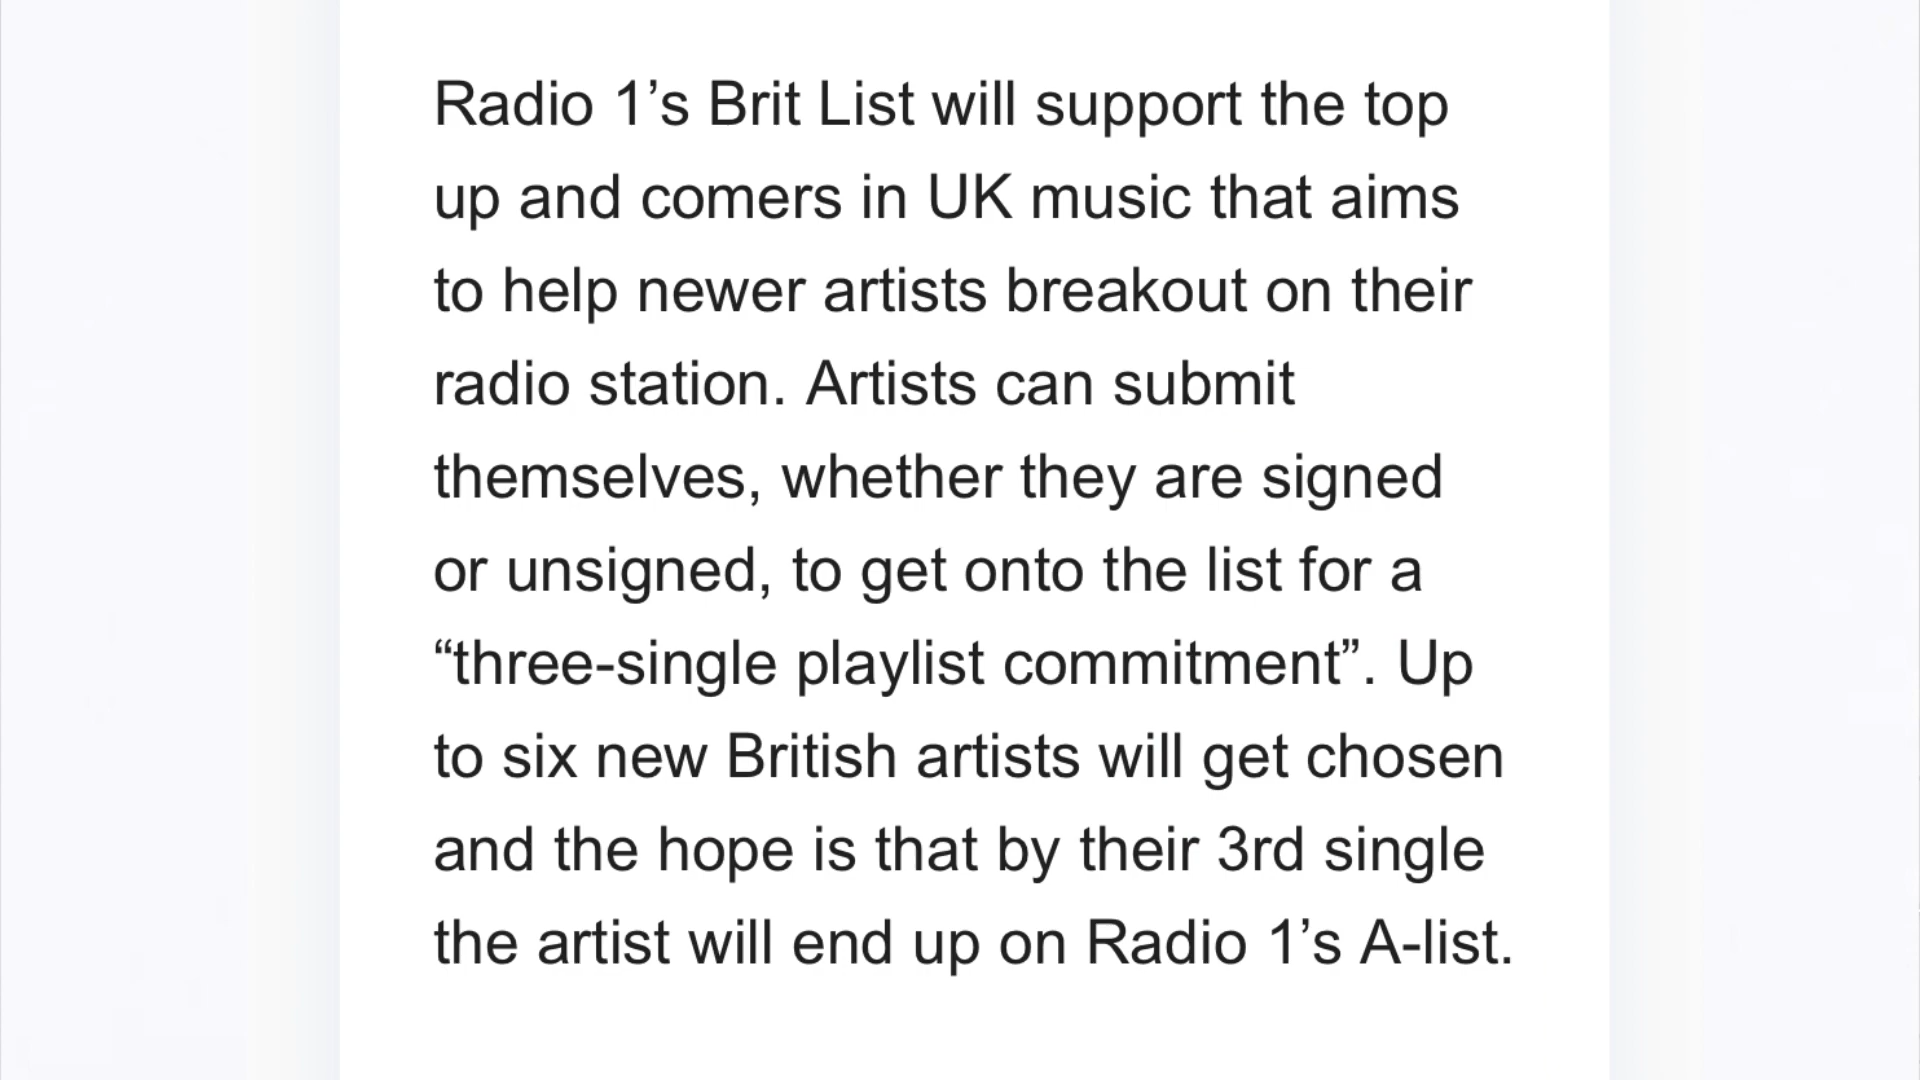 Radio 1’s Brit List will support the top
up and comers in UK music that aims
to help newer artists breakout on their
radio station. Artists can submit
themselves, whether they are signed
or unsigned, to get onto the list for a
“three-single playlist commitment”. Up
to six new British artists will get chosen
and the hope is that by their 3rd single
the artist will end up on Radio 1’s A-list.